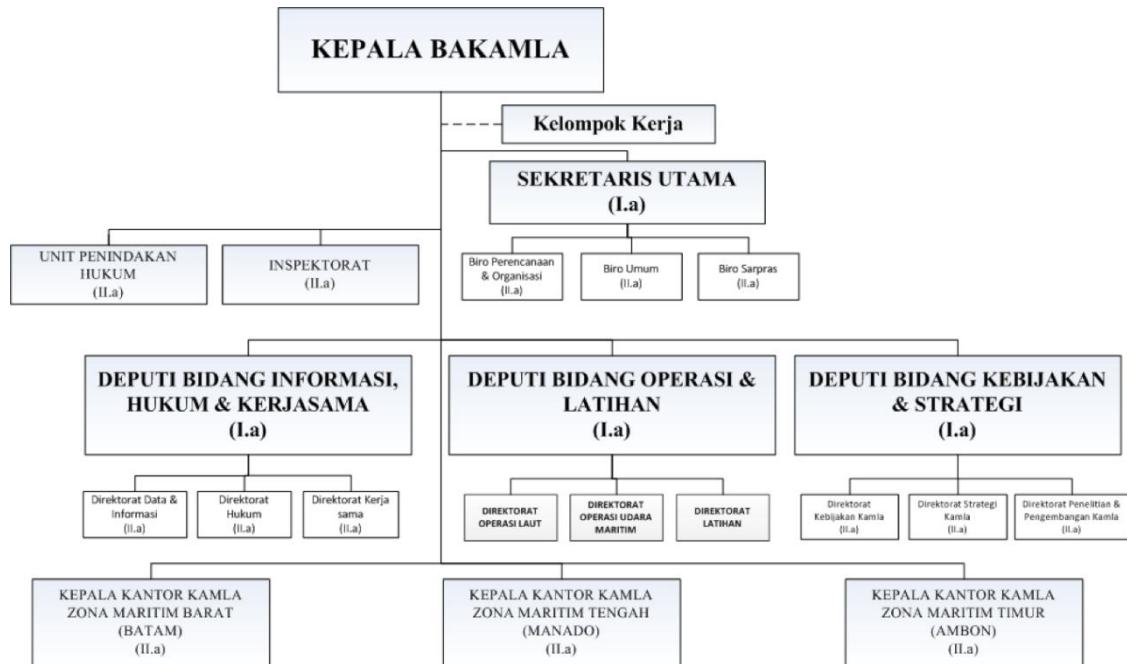 KEPALA BAKAMLA
Kelompok Kerja
SEKRETARIS UTAMA
(I.a)
UNIT PENINDAKAN
HUKUM
(II.a)
INSPEKTORAT
(II.a)
Biro Perencanaan
& Organisasi
(II.a)
Biro Umum
(II.a)
Biro Sarpras
(II.a)
DEPUTI BIDANG INFORMASI,
HUKUM & KERJASAMA
(I.a)
DEPUTI BIDANG OPERASI &
LATIHAN
(I.a)
DEPUTI BIDANG KEBIJAKAN
& STRATEGI
(I.a)
Direktorat Data &
Informasi
(II.a)
Direktorat
Hukum
(II.a)
Direktorat Kerja
sama
(II.a)
DIREKTORAT
OPERASI LAUT
DIREKTORAT
OPERASI UDARA
MARITIM
DIREKTORAT
LATIHAN
Direktorat
Kebijakan Kamla
(II.a)
Direktorat Strategi
Kamla
(II.a)
Direktorat Penelitian &
Pengembangan Kamla
(II.a)
KEPALA KANTOR KAMLA
ZONA MARITIM BARAT
(BATAM)
(II.a)
KEPALA KANTOR KAMLA
ZONA MARITIM TENGAH
(MANADO)
(II.a)
KEPALA KANTOR KAMLA
ZONA MARITIM TIMUR
(AMBON)
(II.a)